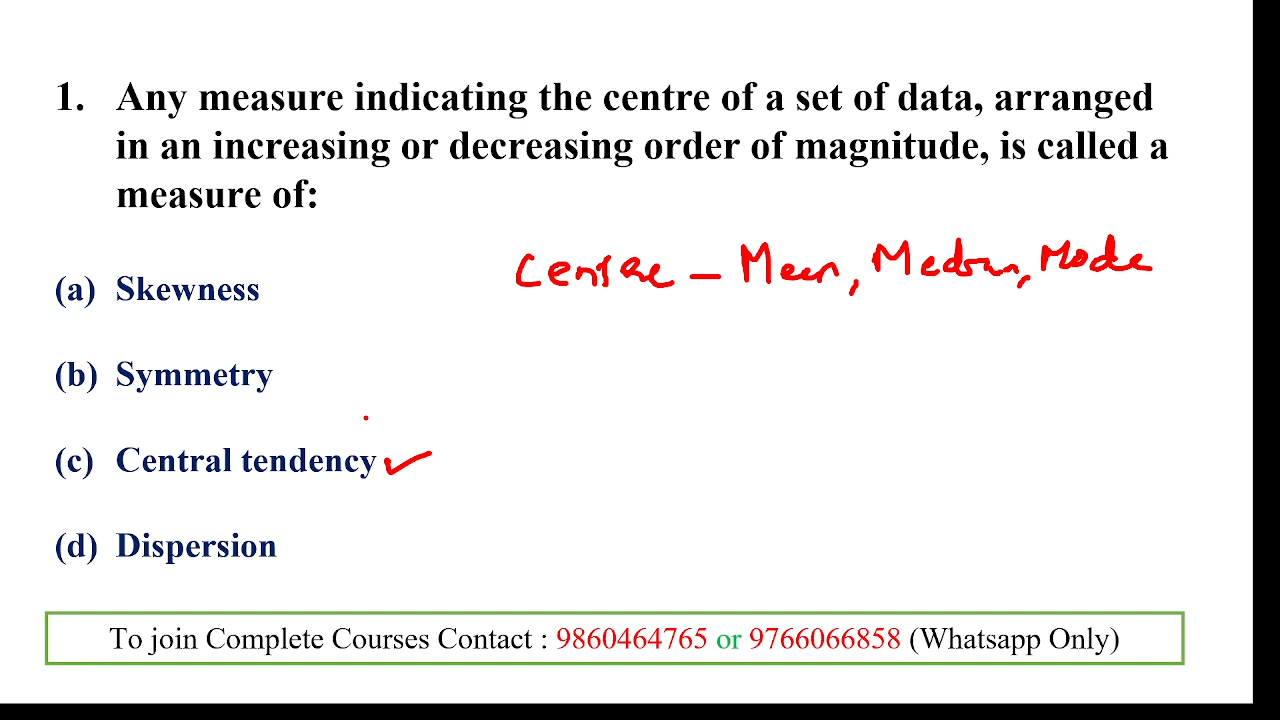 1. Any measure indicating the centre of a set of data, arranged
in an increasing or decreasing order of magnitude, is called a
measure of:
Centre – Mean, Median, Mode
(a) Skewness
(b) Symmetry
(c) Central tendency ✓
(d) Dispersion
To join Complete Courses Contact : 9860464765 or 9766066858 (Whatsapp Only)